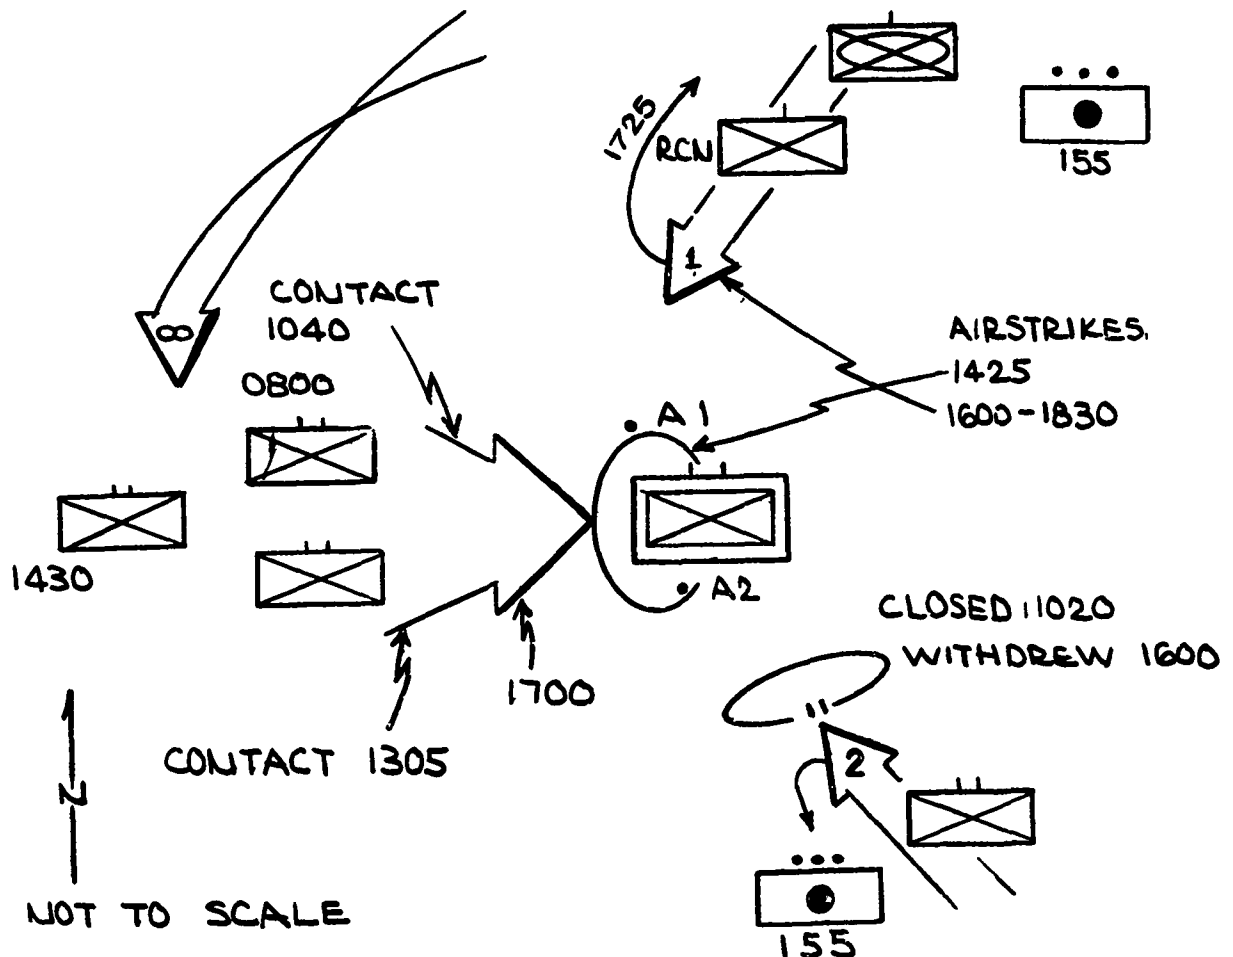 1725
RCN
155
1
CONTACT
1040
∞
0800
AIRSTRIKES.
1425
1600-1830
A1
1430
A2
CLOSED:1020
WITHDREW 1600
1700
CONTACT 1305
2
N
NOT TO SCALE
155